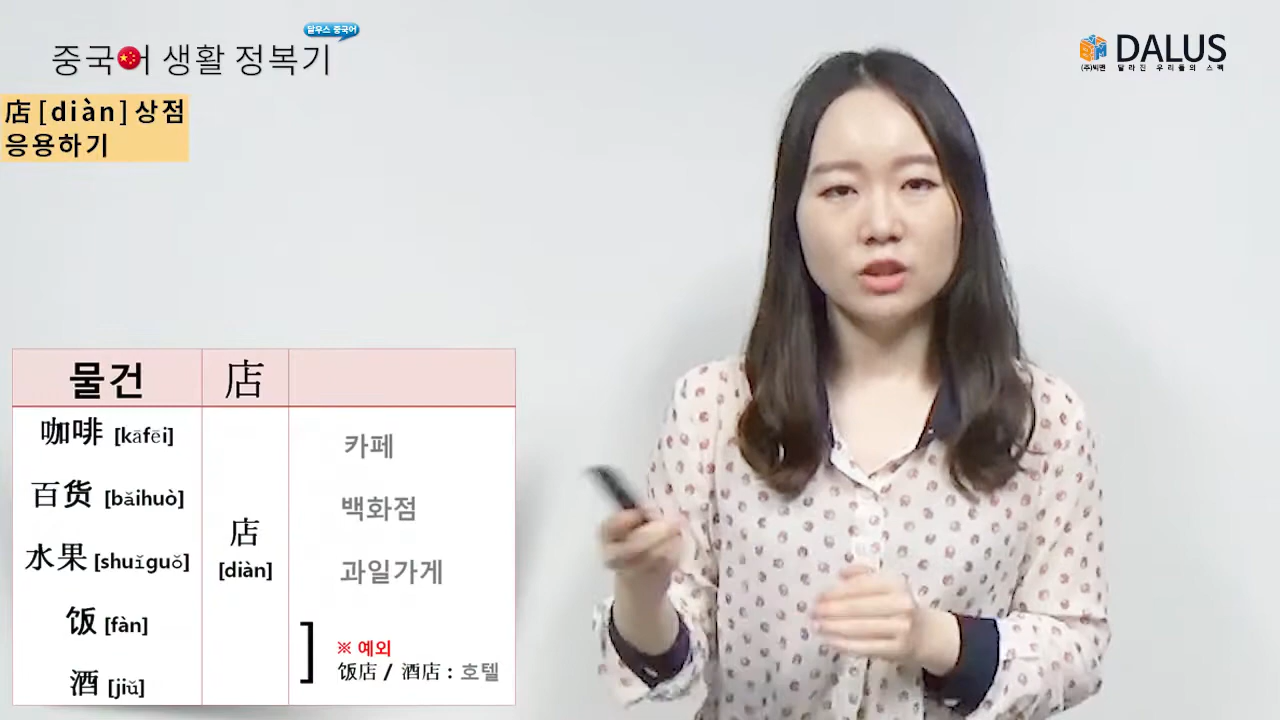 달우스 중국어
중국어 생활 정복기
DALUS
(주)빅맨 달라진 우리들의 스펙
店[diàn]상점
응용하기
물건 店
咖啡 [kāfēi] 카페
百货 [bǎihuò] 백화점
水果 [shuǐguǒ] 과일가게
店
[diàn]
饭 [fàn]
※ 예외
饭店 / 酒店 : 호텔
酒 [jiǔ]